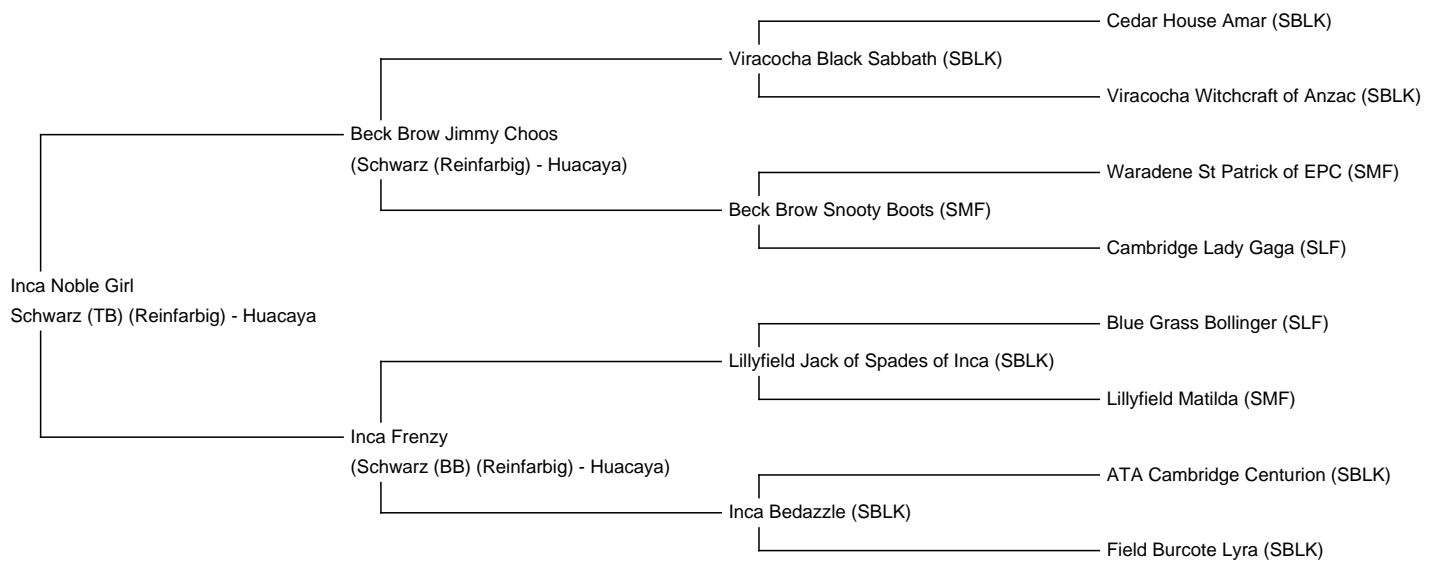 Cedar House Amar (SBLK)
Viracocha Black Sabbath (SBLK)
Viracocha Witchcraft of Anzac (SBLK)
Beck Brow Jimmy Choos
(Schwarz (Reinfarbig) - Huacaya)
Waradene St Patrick of EPC (SMF)
Beck Brow Snooty Boots (SMF)
Cambridge Lady Gaga (SLF)
Inca Noble Girl
Schwarz (TB) (Reinfarbig) - Huacaya
Blue Grass Bollinger (SLF)
Lillyfield Jack of Spades of Inca (SBLK)
Lillyfield Matilda (SMF)
Inca Frenzy
(Schwarz (BB) (Reinfarbig) - Huacaya)
ATA Cambridge Centurion (SBLK)
Inca Bedazzle (SBLK)
Field Burcote Lyra (SBLK)